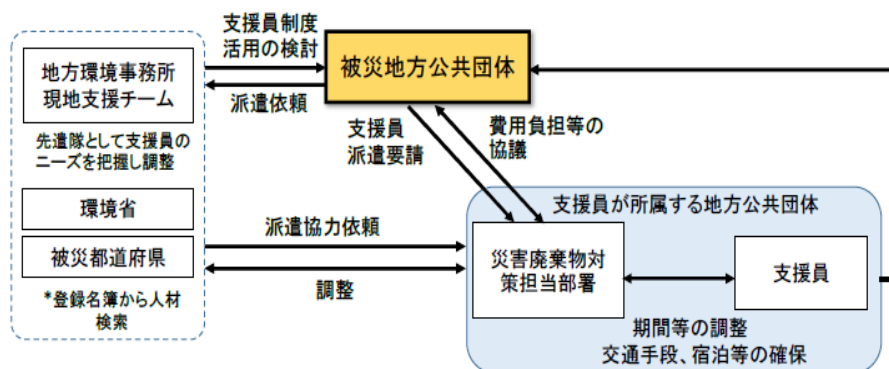 支援員制度
活用の検討
地方環境事務所
現地支援チーム
被災地方公共団体
派遣依頼
先遣隊として支援員の
ニーズを把握し調整
支援員
派遣要請
費用負担等の
協議
環境省
被災都道府県
*登録名簿から人材
検索
派遣協力依頼
調整
支援員が所属する地方公共団体
災害廃棄物対
策担当部署
支援員
期間等の調整
交通手段、宿泊等の確保